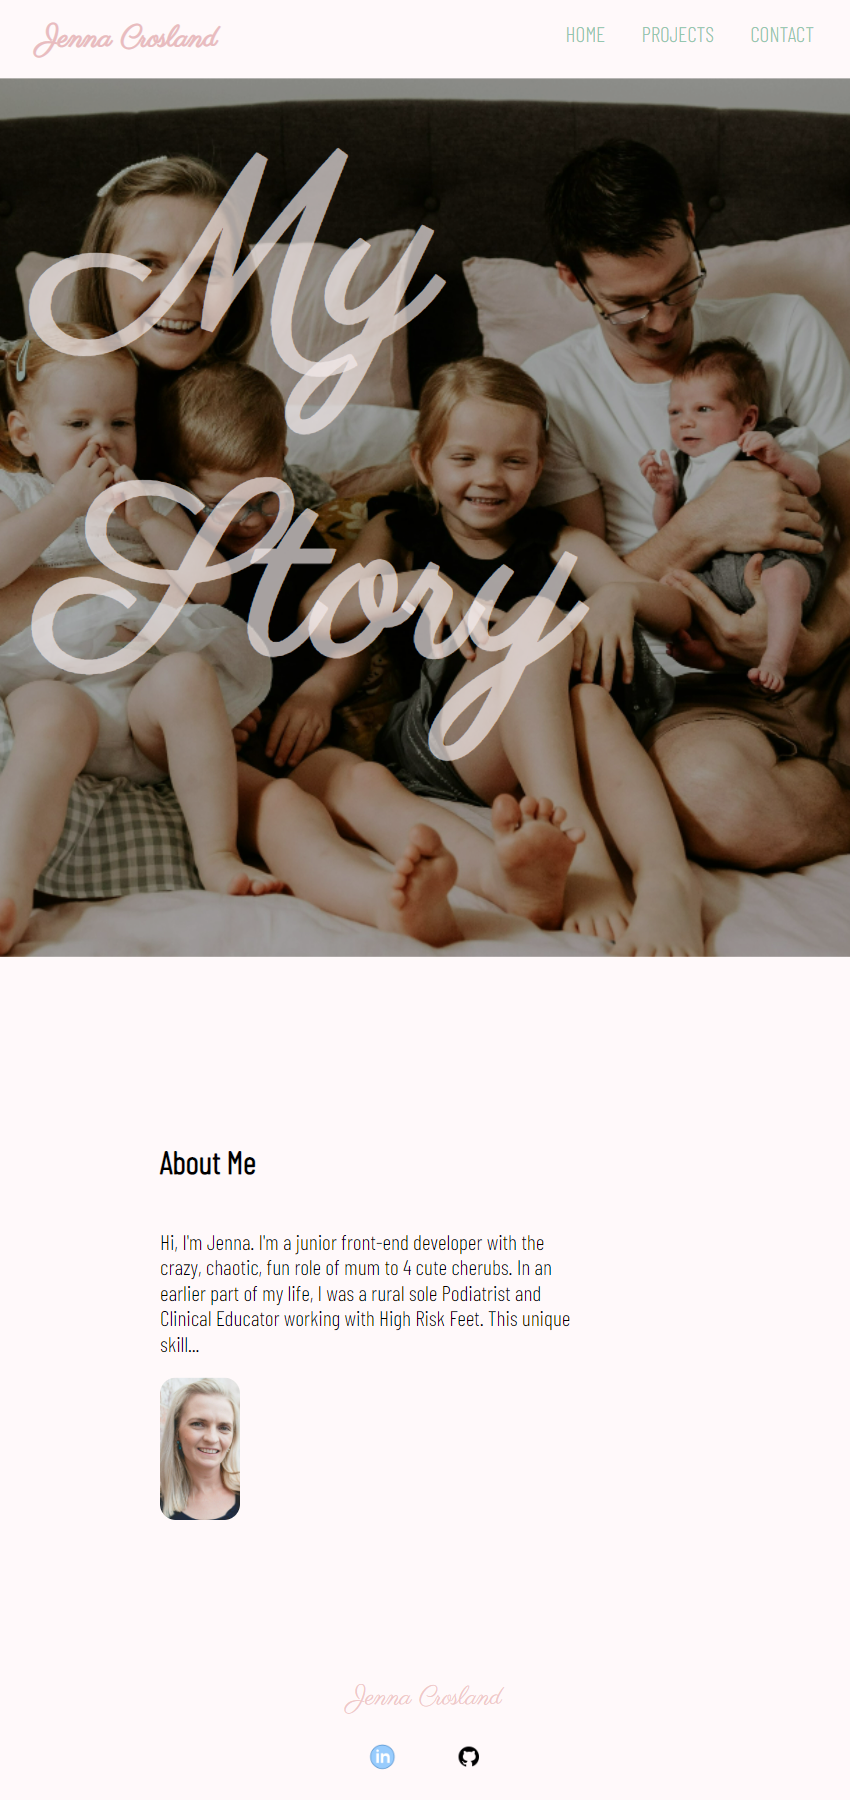 Jenna Crosland
HOME PROJECTS CONTACT
My
Story
About Me
Hi, I'm Jenna. I'm a junior front-end developer with the
crazy, chaotic, fun role of mum to 4 cute cherubs. In an
earlier part of my life, I was a rural sole Podiatrist and
Clinical Educator working with High Risk Feet. This unique
skill...
Jenna Crosland
in